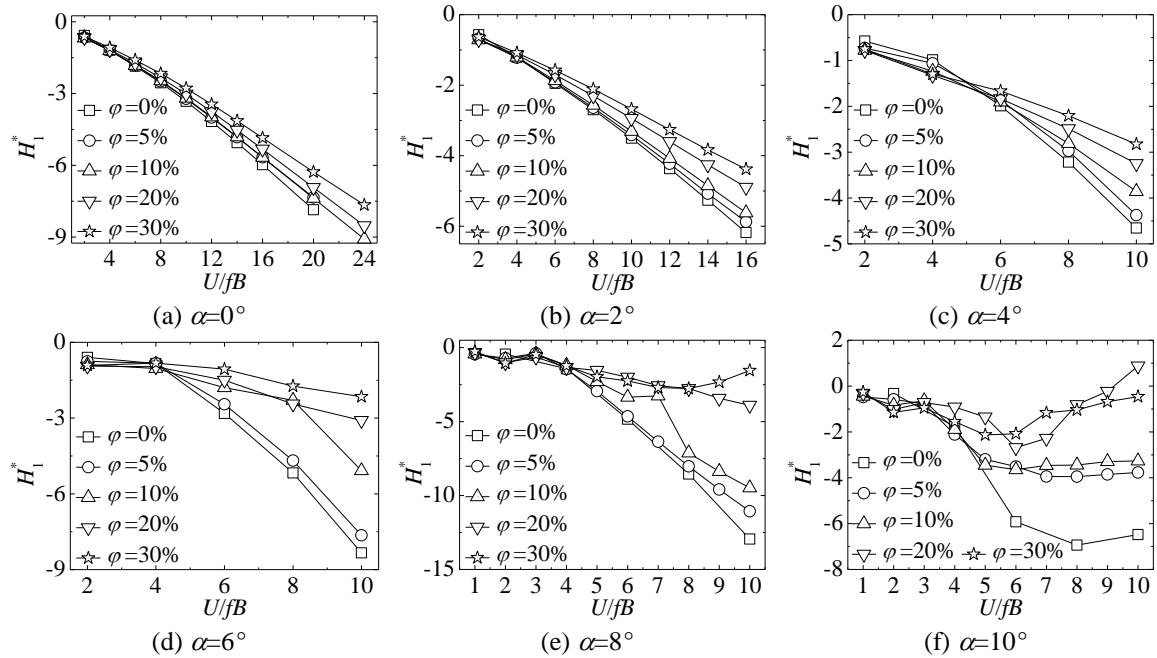 0
-3
-6
-9
H*1
φ=0%
φ=5%
φ=10%
φ=20%
φ=30%
4 8 12 16 20 24
U/fB
(a) α=0°
0
-2
-4
-6
H*1
φ=0%
φ=5%
φ=10%
φ=20%
φ=30%
2 4 6 8 10 12 14 16
U/fB
(b) α=2°
0
-1
-2
-3
-4
-5
H*1
φ=0%
φ=5%
φ=10%
φ=20%
φ=30%
2 4 6 8 10
U/fB
(c) α=4°
0
-3
-6
-9
H*1
φ=0%
φ=5%
φ=10%
φ=20%
φ=30%
2 4 6 8 10
U/fB
(d) α=6°
0
-5
-10
-15
H*1
φ=0%
φ=5%
φ=10%
φ=20%
φ=30%
1 2 3 4 5 6 7 8 9 10
U/fB
(e) α=8°
2
0
-2
-4
-6
-8
H*1
φ=0%
φ=5%
φ=10%
φ=20% φ=30%
1 2 3 4 5 6 7 8 9 10
U/fB
(f) α=10°